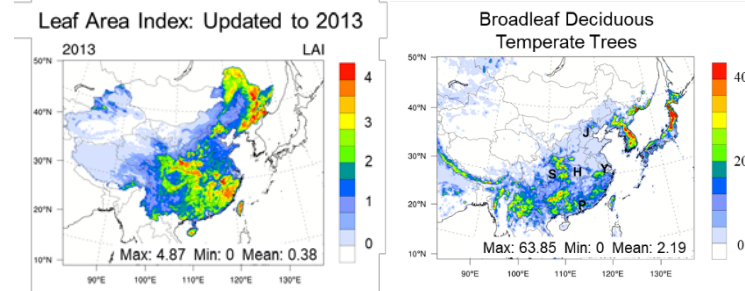 Leaf Area Index: Updated to 2013
2013 LAI
50°N
40°N
30°N
20°N
10°N
90°E 100°E 110°E 120°E 130°E
4
3
2
1
0
Max: 4.87 Min: 0 Mean: 0.38
Broadleaf Deciduous
Temperate Trees
50°N
40°N
30°N
20°N
10°N
90°E 100°E 110°E 120°E 130°E
J
S H Y
P
40
20
0
Max: 63.85 Min: 0 Mean: 2.19